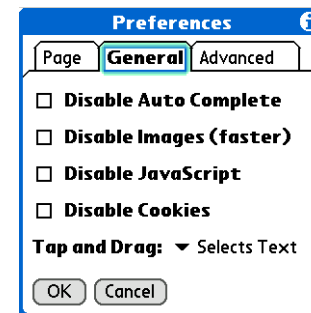 Preferences
Page General Advanced
Disable Auto Complete
Disable Images (faster)
Disable JavaScript
Disable Cookies
Tap and Drag: Selects Text
OK Cancel